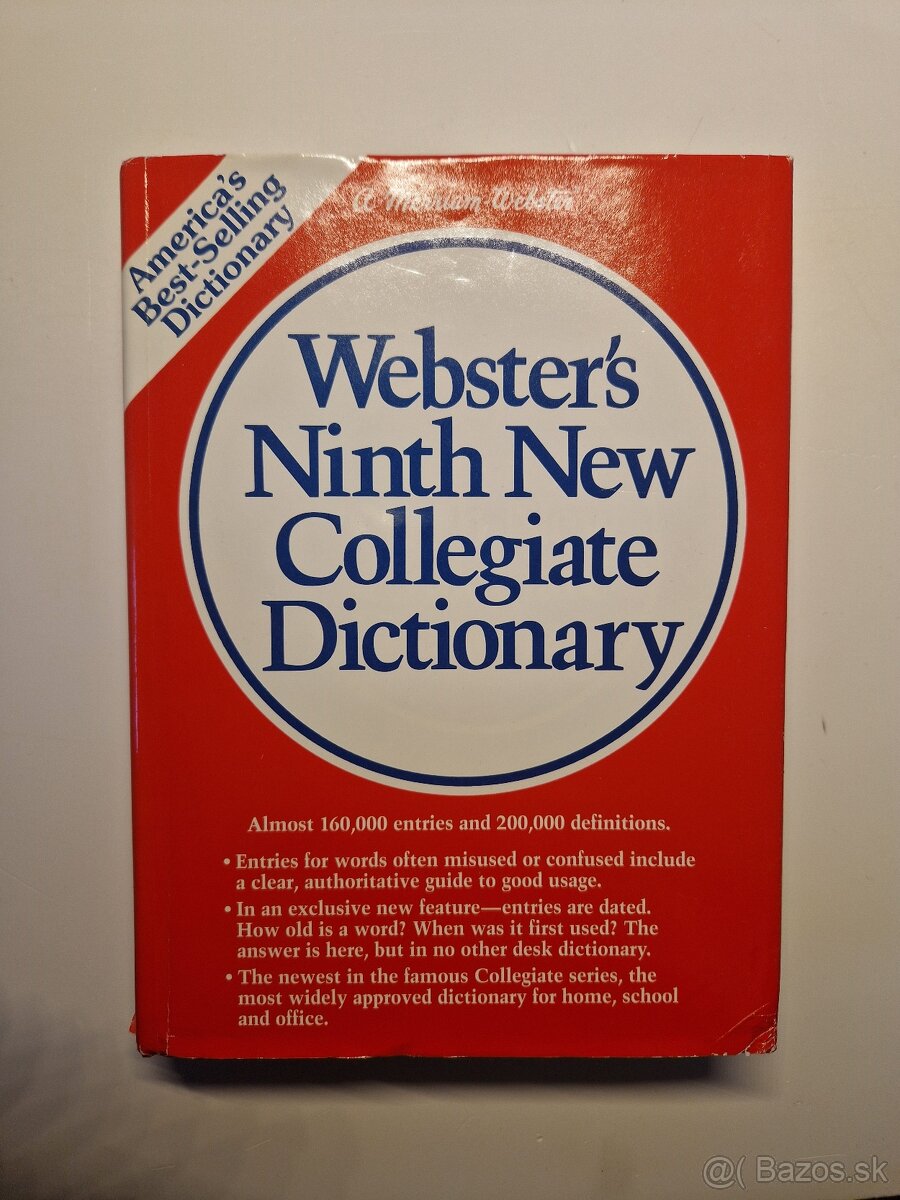 America's
Best-Selling
Dictionary
A Merriam-Webster
Webster's
Ninth New
Collegiate
Dictionary
Almost 160,000 entries and 200,000 definitions.
• Entries for words often misused or confused include
a clear, authoritative guide to good usage.
• In an exclusive new feature—entries are dated.
How old is a word? When was it first used? The
answer is here, but in no other desk dictionary.
• The newest in the famous Collegiate series, the
most widely approved dictionary for home, school
and office.
@( Bazos.sk